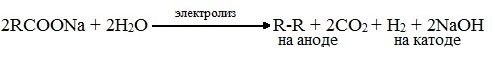 электролиз
2RCOONa + 2H2O R-R + 2CO2 + H2 + 2NaOH
на аноде на катоде